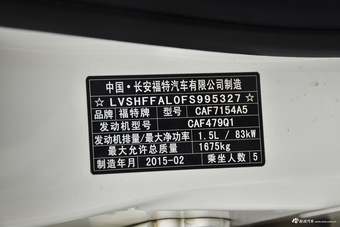 中国·长安福特汽车有限公司制造
☆LVSHFFAL0FS995327☆
品牌 福特牌 型号 CAF7154A5
发动机型号 CAF479Q1
发动机排量/最大净功率 1.5L / 83kW
最大允许总质量 1675kg
制造年月 2015-02 乘坐人数 5